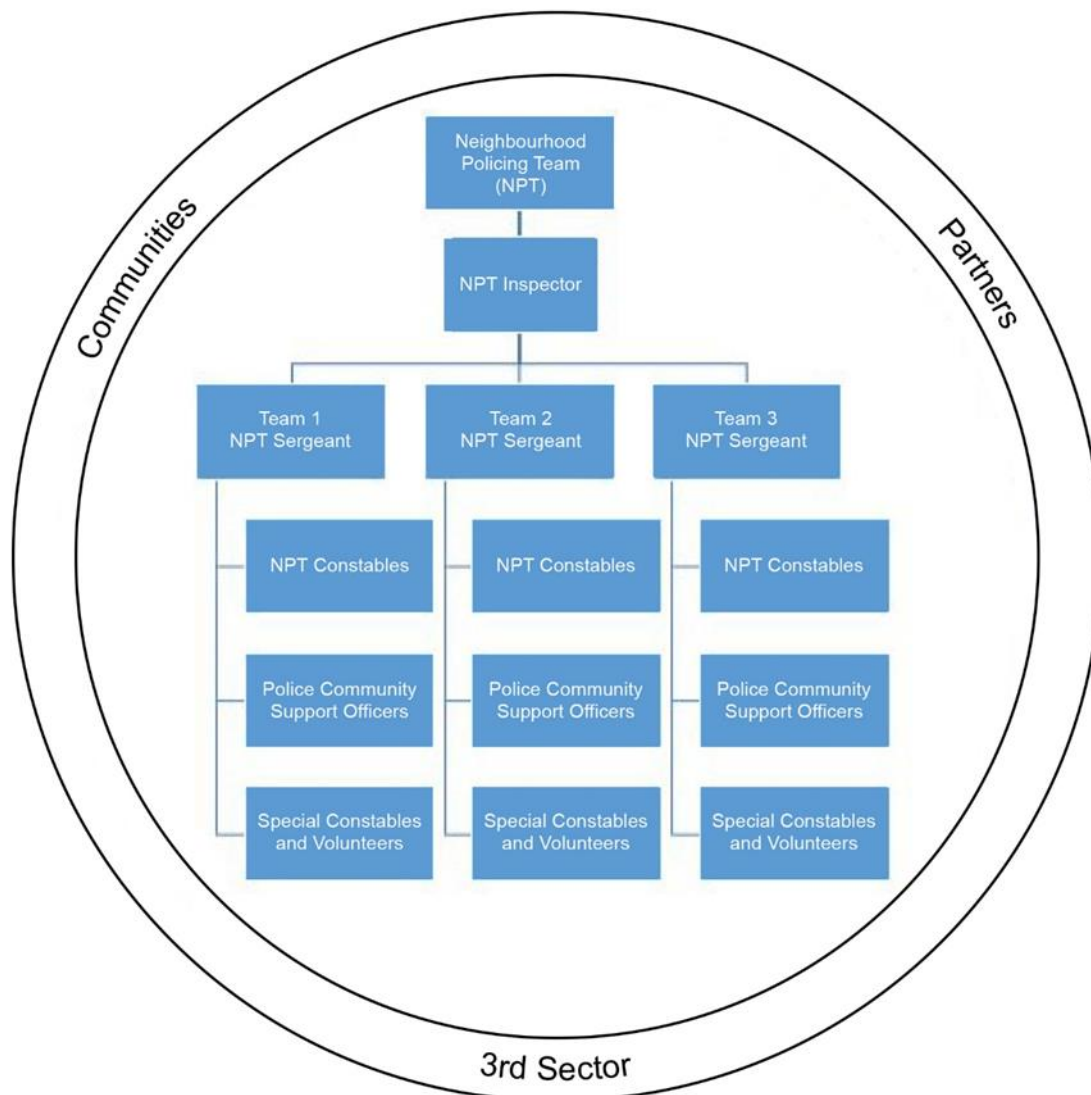 Neighbourhood
Policing Team
(NPT)
Communities
Partners
NPT Inspector
Team 1
NPT Sergeant
Team 2
NPT Sergeant
Team 3
NPT Sergeant
NPT Constables
NPT Constables
NPT Constables
Police Community
Support Officers
Police Community
Support Officers
Police Community
Support Officers
Special Constables
and Volunteers
Special Constables
and Volunteers
Special Constables
and Volunteers
3rd Sector